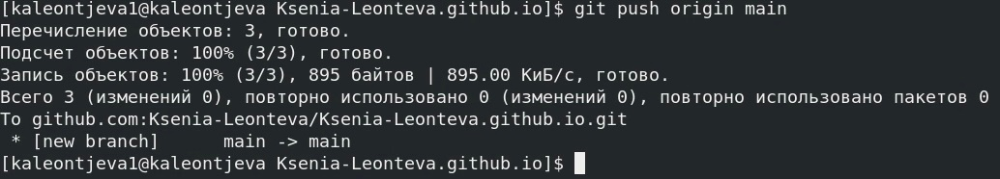 [kaleontjeva1@kaleontjeva Ksenia-Leonteva.github.io]$ git push origin main
Перечисление объектов: 3, готово.
Подсчет объектов: 100% (3/3), готово.
Запись объектов: 100% (3/3), 895 байтов | 895.00 КиБ/с, готово.
Всего 3 (изменений 0), повторно использовано 0 (изменений 0), повторно использовано пакетов 0
To github.com:Ksenia-Leonteva/Ksenia-Leonteva.github.io.git
 * [new branch]      main -> main
[kaleontjeva1@kaleontjeva Ksenia-Leonteva.github.io]$